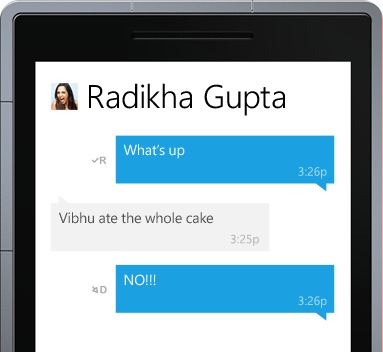 Radikha Gupta
What's up
✓R
3:26p
Vibhu ate the whole cake
3:25p
NO!!!
D
3:26p